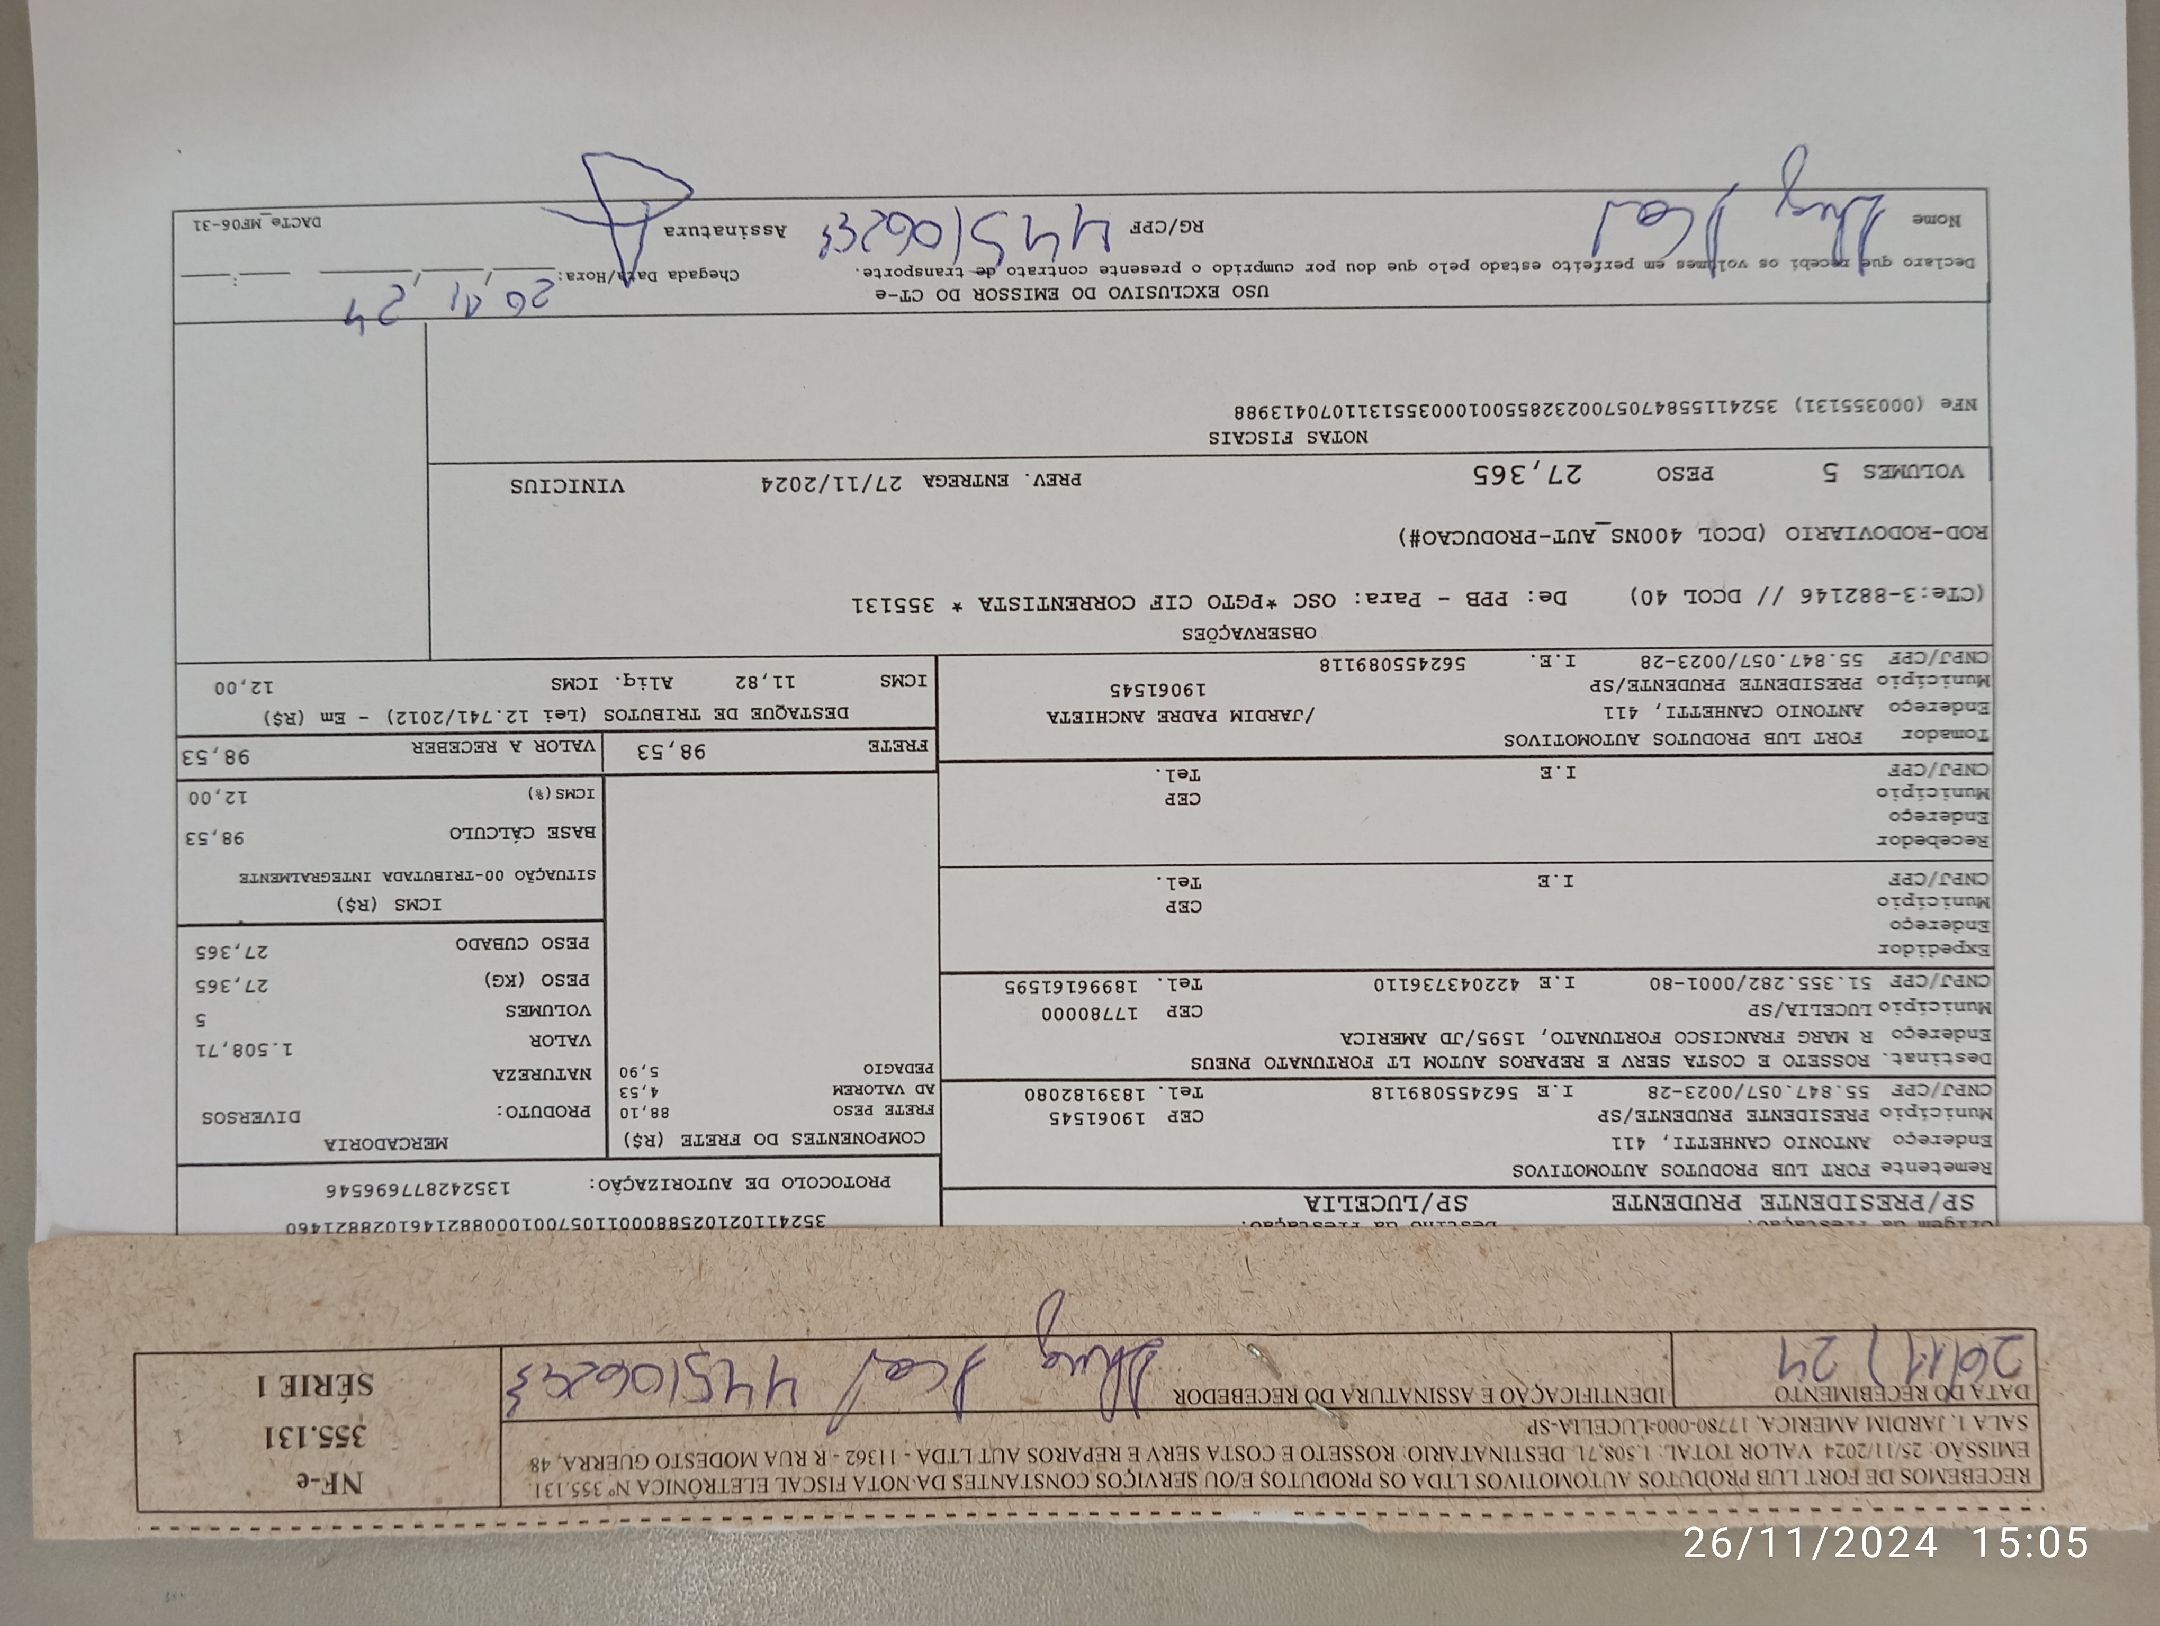 RECEBEMOS DE FORT LUB PRODUTOS AUTOMOTIVOS LTDA OS PRODUTOS E/OU SERVIÇOS CONSTANTES DA NOTA FISCAL ELETRÔNICA Nº 355.131.
EMISSÃO: 25/11/2024 VALOR TOTAL: 1.508,71 DESTINATÁRIO: ROSSETO E COSTA SERV E REPAROS AUT LTDA - 11362 - R RUA MODESTO GUERRA, 48
SALA 1, JARDIM AMERICA, 17780-000-LUCELIA-SP
DATA DO RECEBIMENTO
26/11/24
IDENTIFICAÇÃO E ASSINATURA DO RECEBEDOR
NF-e
355.131
SÉRIE 1
Origem da Prestação: Destino da Prestação:
SP/PRESIDENTE PRUDENTE SP/LUCELIA
35241102102588000110570010008821461028821460
PROTOCOLO DE AUTORIZAÇÃO: 135242877696546
Remetente FORT LUB PRODUTOS AUTOMOTIVOS
Endereço ANTONIO CANHETTI, 411
Município PRESIDENTE PRUDENTE/SP CEP 19061545
CNPJ/CPF 55.847.057/0023-28 I.E 562455089118 Tel. 1839182080
Destinat. ROSSETO E COSTA SERV E REPAROS AUTOM LT FORTUNATO PNEUS
Endereço R MARG FRANCISCO FORTUNATO, 1595/JD AMERICA
Município LUCELIA/SP CEP 17780000
CNPJ/CPF 51.355.282/0001-80 I.E 422043736110 Tel. 18996161595
Expedidor
Endereço
Município CEP
CNPJ/CPF I.E Tel.
Recebedor
Endereço
Município CEP
CNPJ/CPF I.E Tel.
Tomador FORT LUB PRODUTOS AUTOMOTIVOS
Endereço ANTONIO CANHETTI, 411 /JARDIM PADRE ANCHIETA
Município PRESIDENTE PRUDENTE/SP 19061545
CNPJ/CPF 55.847.057/0023-28 I.E. 562455089118
COMPONENTES DO FRETE (R$)
FRETE PESO 88,10
AD VALOREM 4,53
PEDAGIO 5,90
MERCADORIA
PRODUTO: DIVERSOS
NATUREZA
VALOR 1.508,71
VOLUMES 5
PESO (KG) 27,365
PESO CUBADO 27,365
ICMS (R$)
SITUAÇÃO 00-TRIBUTADA INTEGRALMENTE
BASE CÁLCULO 98,53
ICMS(%) 12,00
FRETE 98,53 VALOR A RECEBER 98,53
DESTAQUE DE TRIBUTOS (Lei 12.741/2012) - Em (R$)
ICMS 11,82 Aliq. ICMS 12,00
OBSERVAÇÕES
(CTe:3-882146 // DCOL 40) De: PPB - Para: OSC *PGTO CIF CORRENTISTA * 355131
ROD-RODOVIARIO (DCOL 400NS_AUT-PRODUCAO#)
VOLUMES 5 PESO 27,365 PREV. ENTREGA 27/11/2024 VINICIUS
NOTAS FISCAIS
NFe (000355131) 352411558470570023285500100035513111070413988
USO EXCLUSIVO DO EMISSOR DO CT-e
Declaro que recebi os volumes em perfeito estado pelo que dou por cumprido o presente contrato de transporte.
Chegada Data/Hora: 26/11/24
Nome RG/CPF Assinatura
DACTe_MF06-31
26/11/2024 15:05